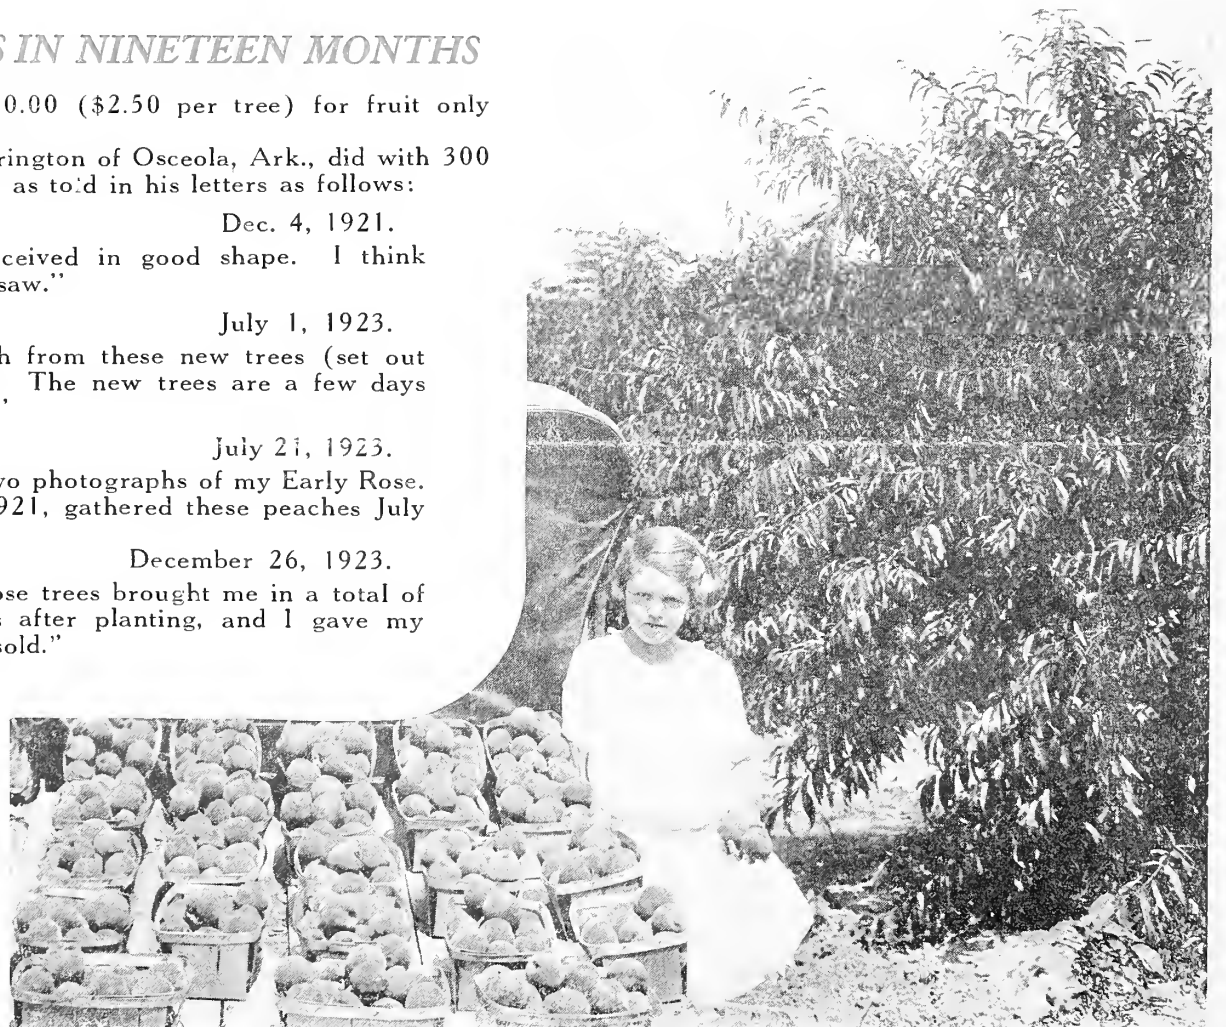 S IN NINETEEN MONTHS
0.00 ($2.50 per tree) for fruit only
rington of Osceola, Ark., did with 300
as to:d in his letters as follows:
Dec. 4, 1921.
ceived in good shape. I think
saw."
July 1, 1923.
h from these new trees (set out
The new trees are a few days
July 21, 1923.
vo photographs of my Early Rose.
921, gathered these peaches July
December 26, 1923.
ose trees brought me in a total of
s after planting, and I gave my
sold."